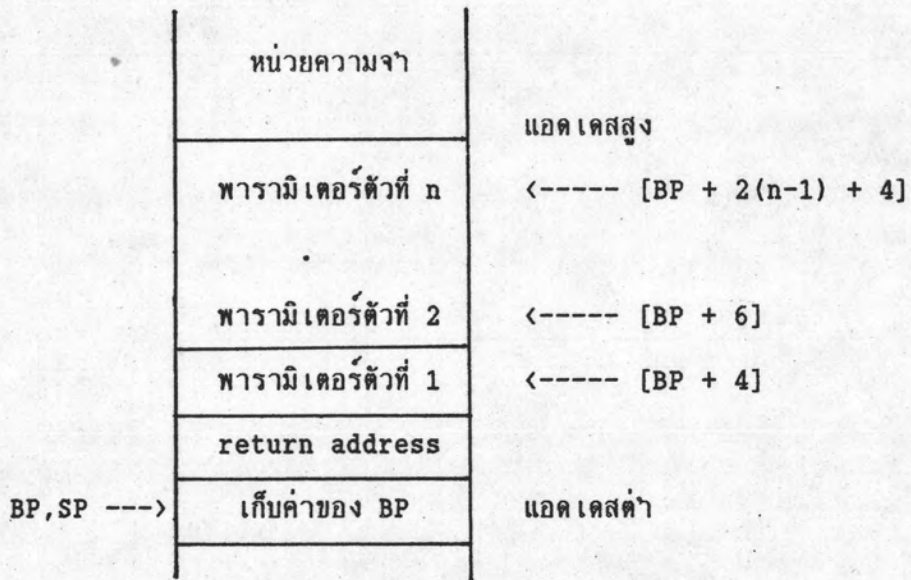 หน่วยความจำ
แอดเดสสูง
พารามิเตอร์ตัวที่ n <----- [BP + 2(n-1) + 4]
.
พารามิเตอร์ตัวที่ 2 <----- [BP + 6]
พารามิเตอร์ตัวที่ 1 <----- [BP + 4]
return address
BP,SP ---> เก็บค่าของ BP แอดเดสต่ำ